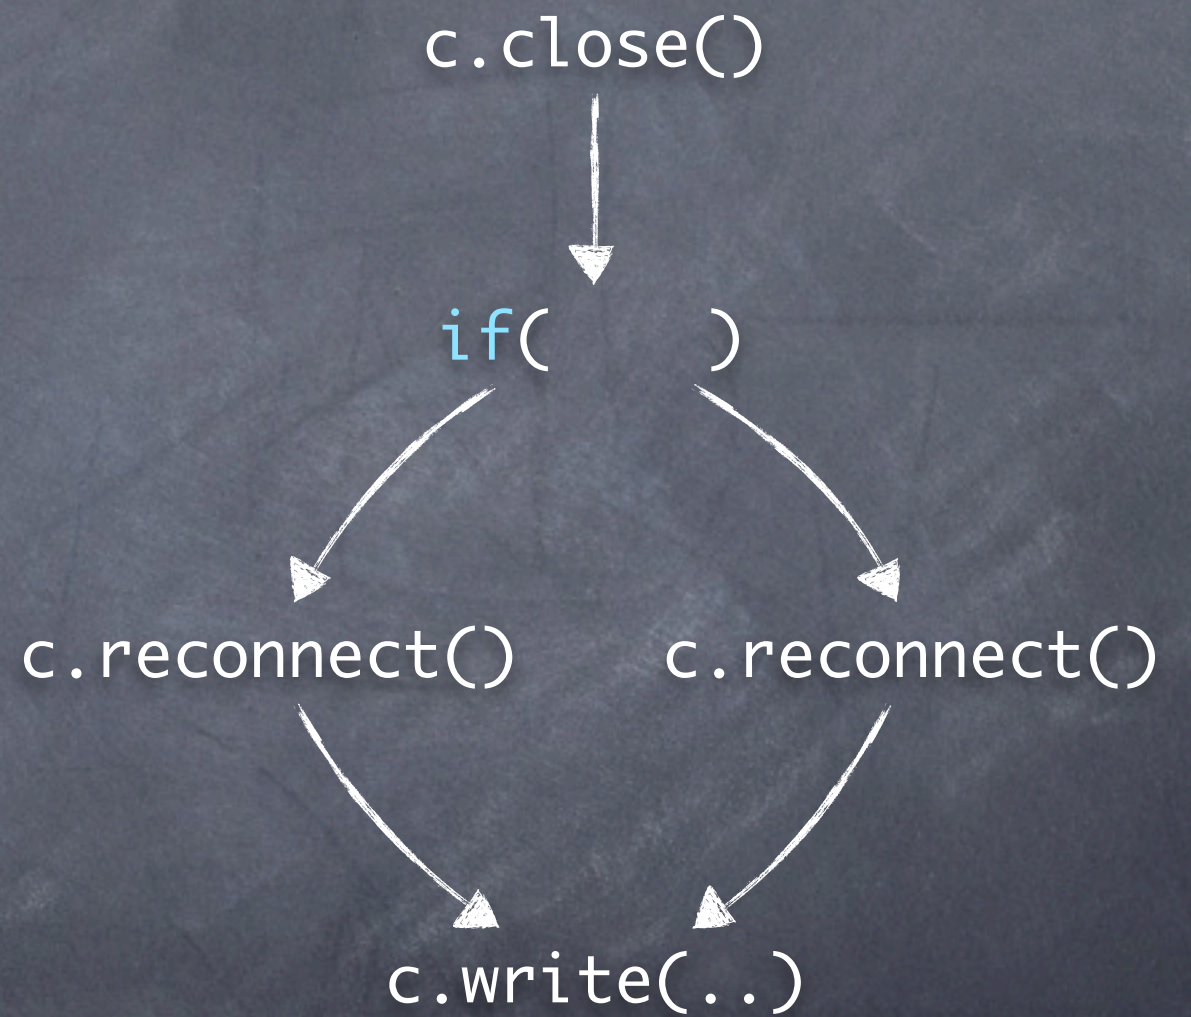 c.close()
if( )
c.reconnect() c.reconnect()
c.write(..)